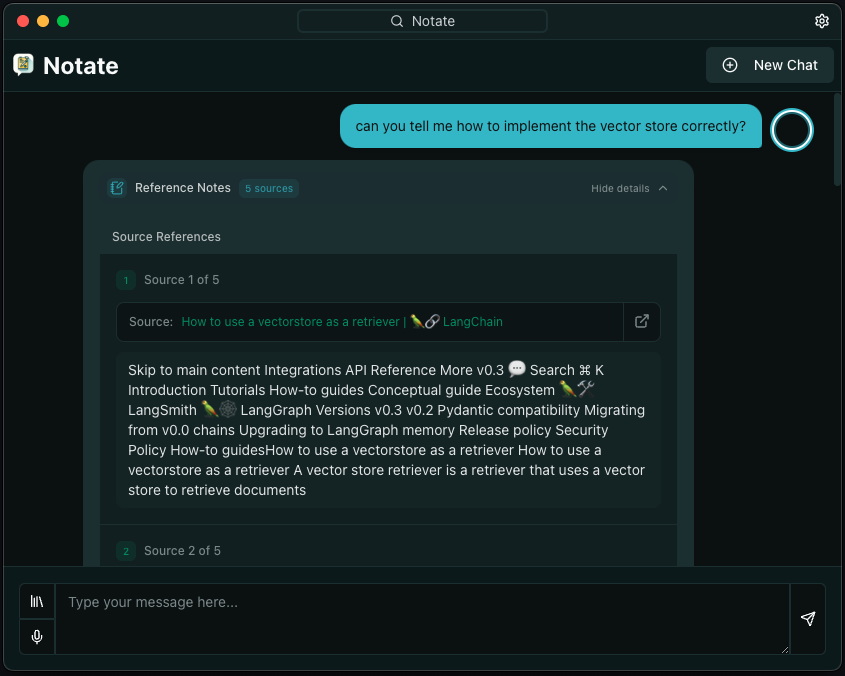 Notate
Notate
New Chat
can you tell me how to implement the vector store correctly?
Reference Notes 5 sources
Hide details
Source References
1 Source 1 of 5
Source: How to use a vectorstore as a retriever | 🦜🔗 LangChain
Skip to main content Integrations API Reference More v0.3 💬 Search ⌘ K
Introduction Tutorials How-to guides Conceptual guide Ecosystem 🦜🛠️
LangSmith 🦜🕸️ LangGraph Versions v0.3 v0.2 Pydantic compatibility Migrating
from v0.0 chains Upgrading to LangGraph memory Release policy Security
Policy How-to guidesHow to use a vectorstore as a retriever How to use a
vectorstore as a retriever A vector store retriever is a retriever that uses a vector
store to retrieve documents
2 Source 2 of 5
Type your message here...